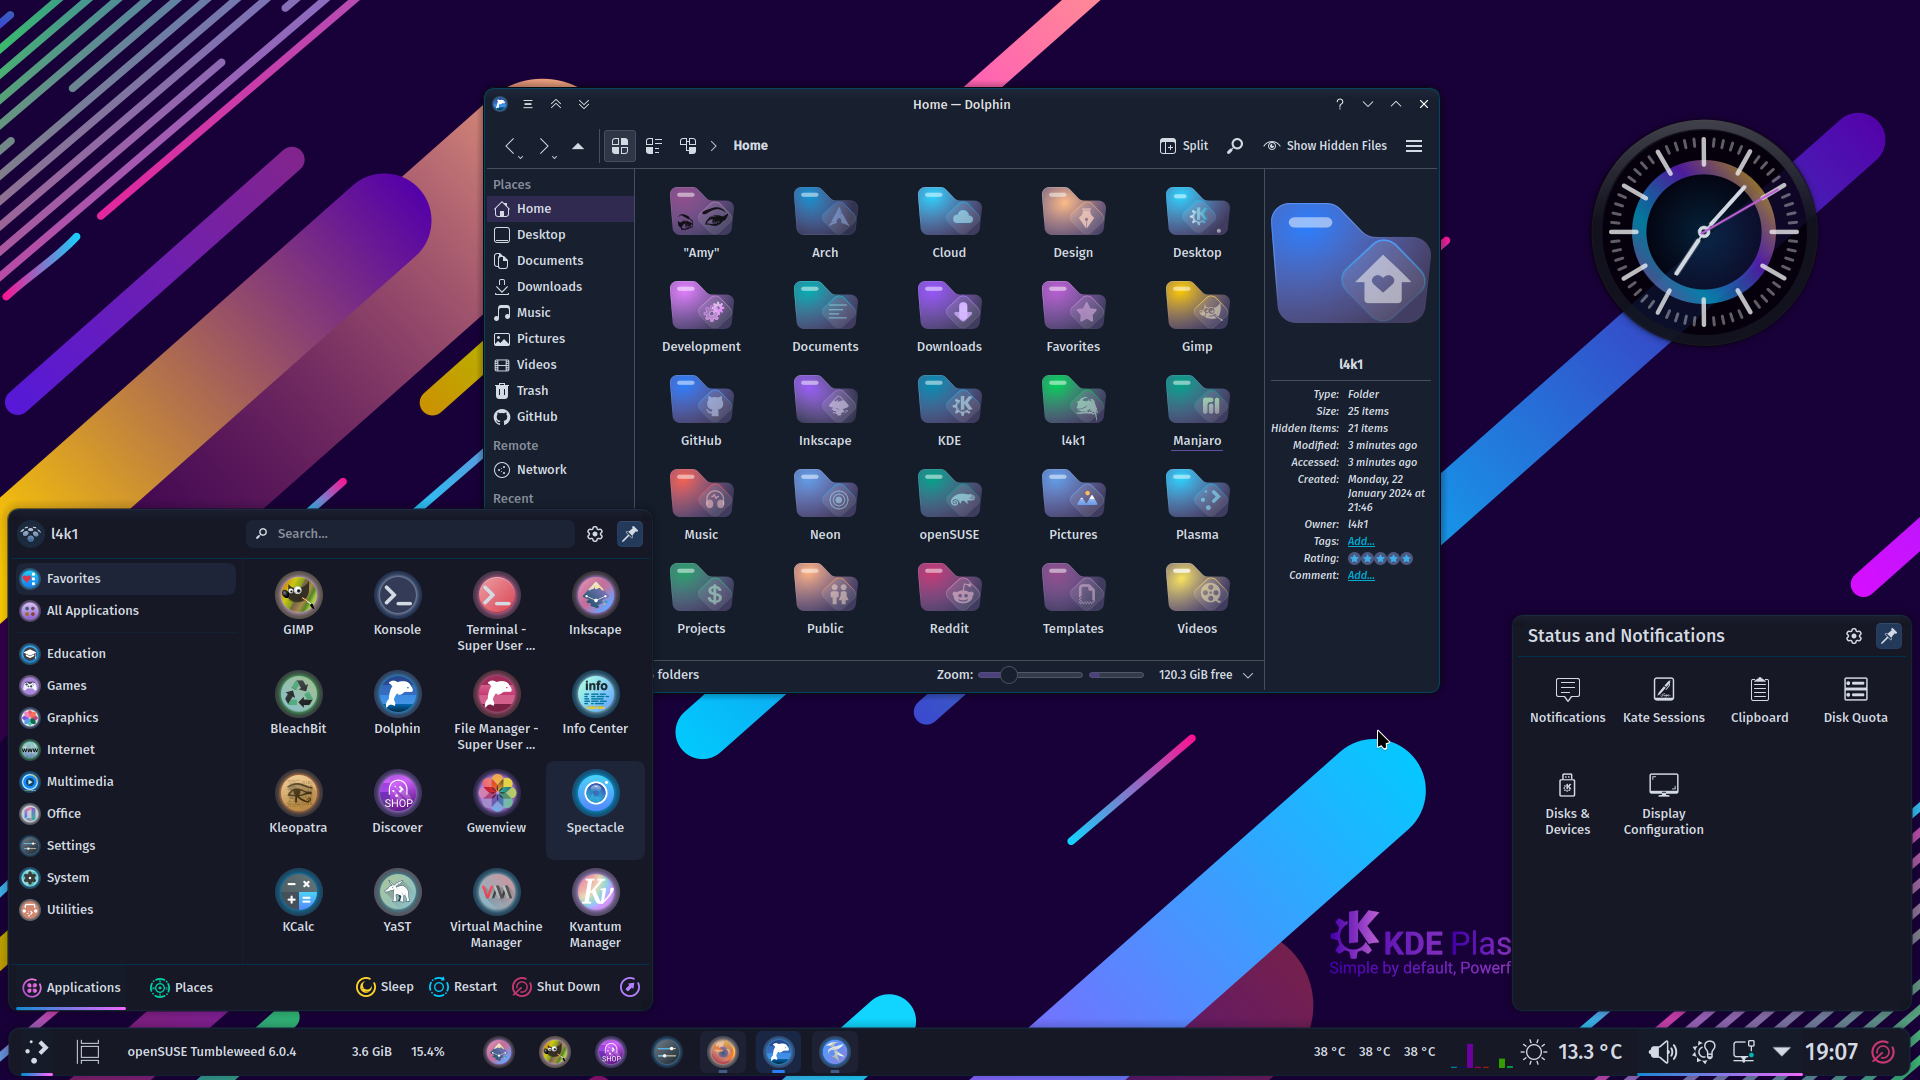 Home — Dolphin
Home
Split
Show Hidden Files
Places
Home
Desktop
Documents
Downloads
Music
Pictures
Videos
Trash
GitHub
Remote
Network
Recent
"Amy"
Arch
Cloud
Design
Desktop
Development
Documents
Downloads
Favorites
Gimp
GitHub
Inkscape
KDE
l4k1
Manjaro
Music
Neon
openSUSE
Pictures
Plasma
Projects
Public
Reddit
Templates
Videos
folders
Zoom:
120.3 GiB free
l4k1
Type: Folder
Size: 25 items
Hidden items: 21 items
Modified: 3 minutes ago
Accessed: 3 minutes ago
Created: Monday, 22
January 2024 at
21:46
Owner: l4k1
Tags: Add...
Rating:
Comment: Add...
l4k1
Search...
Favorites
All Applications
Education
Games
Graphics
Internet
Multimedia
Office
Settings
System
Utilities
GIMP
Konsole
Terminal -
Super User ...
Inkscape
BleachBit
Dolphin
File Manager -
Super User ...
info
Info Center
Kleopatra
SHOP
Discover
Gwenview
Spectacle
KCalc
YaST
Virtual Machine
Manager
Kvantum
Manager
Applications
Places
Sleep
Restart
Shut Down
Status and Notifications
Notifications
Kate Sessions
Clipboard
Disk Quota
Disks &
Devices
Display
Configuration
KDE Plas
Simple by default, Powerf
openSUSE Tumbleweed 6.0.4
3.6 GiB
15.4%
SHOP
38 °C
38 °C
38 °C
13.3 °C
19:07